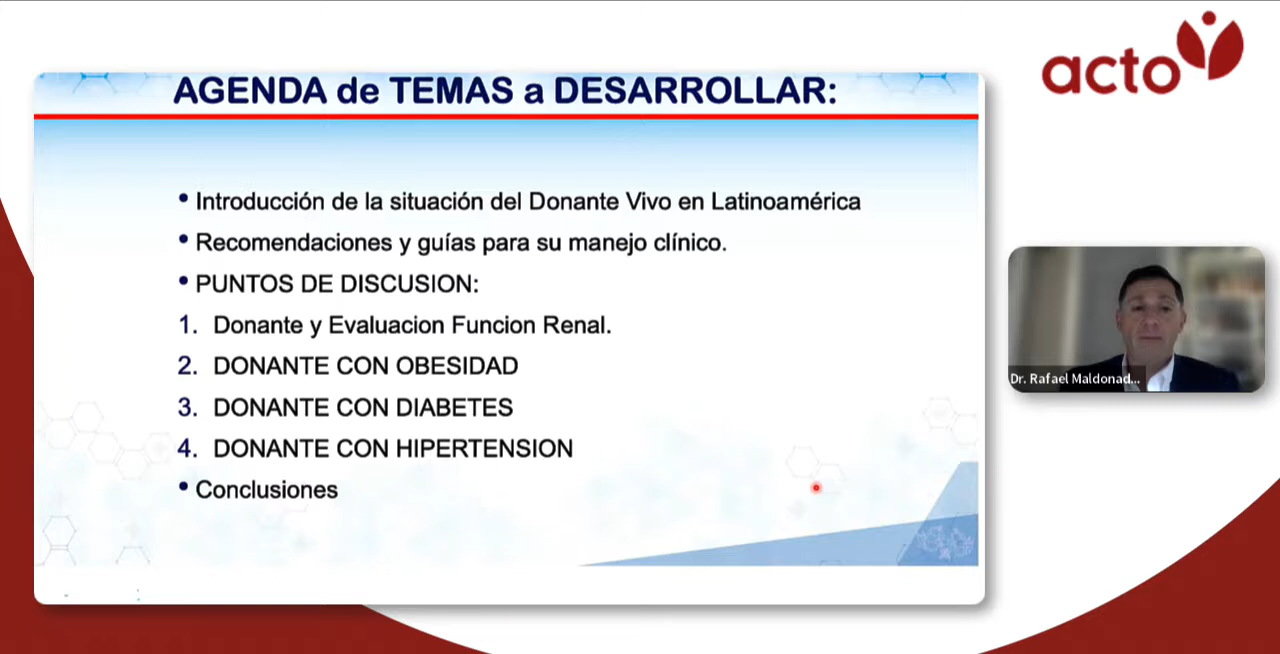 AGENDA de TEMAS a DESARROLLAR:
• Introducción de la situación del Donante Vivo en Latinoamérica
• Recomendaciones y guías para su manejo clínico.
• PUNTOS DE DISCUSION:
1. Donante y Evaluacion Funcion Renal.
2. DONANTE CON OBESIDAD
3. DONANTE CON DIABETES
4. DONANTE CON HIPERTENSION
• Conclusiones
acto
Dr. Rafael Maldonad...